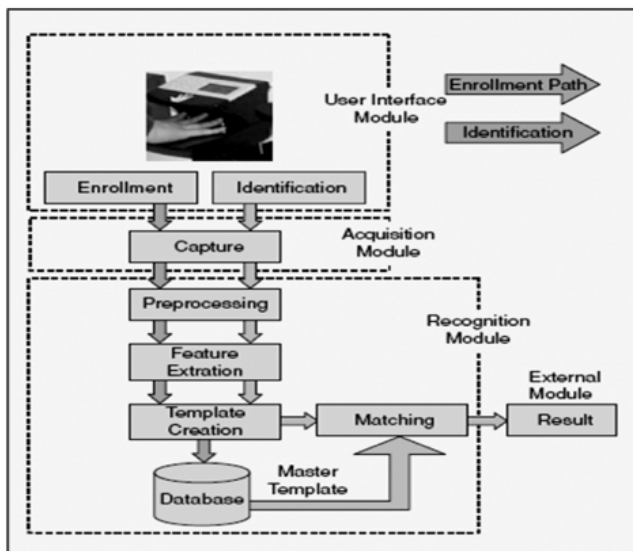 Enrollment Path
User Interface
Module
Identification
Enrollment
Identification
Acquisition
Module
Capture
Preprocessing
Recognition
Module
Feature
Extration
External
Module
Template
Creation
Matching
Result
Master
Template
Database